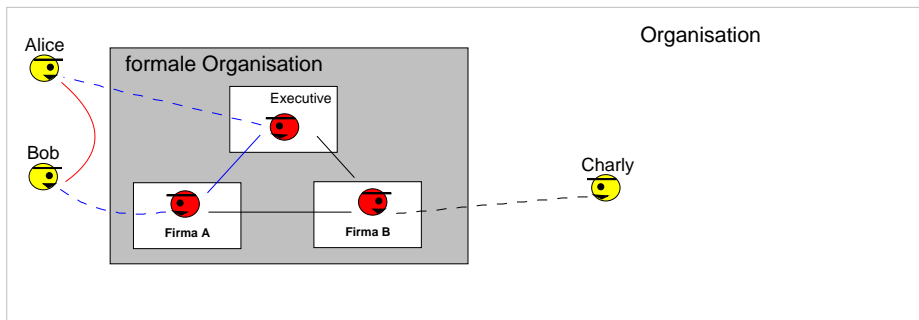 Alice
Organisation
formale Organisation
Executive
Bob
Charly
Firma A
Firma B